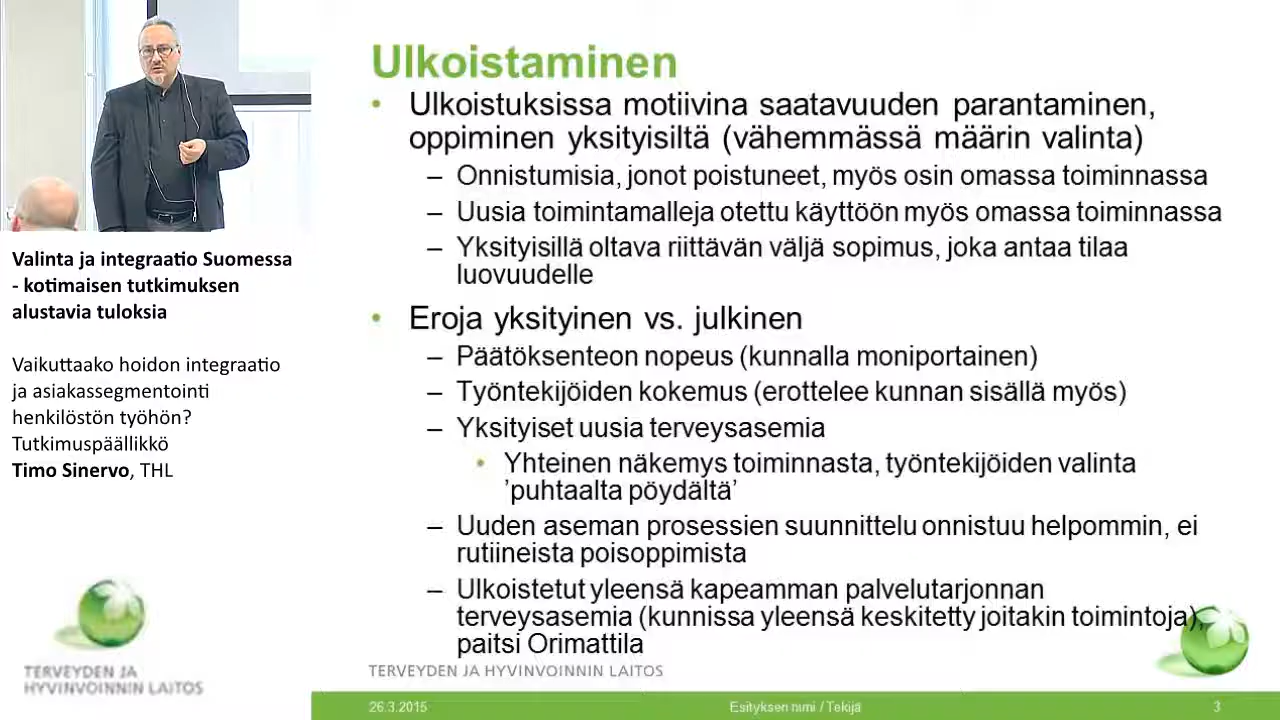 Valinta ja integraatio Suomessa
- kotimaisen tutkimuksen
alustavia tuloksia
Vaikuttaako hoidon integraatio
ja asiakassegmentointi
henkilöstön työhön?
Tutkimuspäällikkö
Timo Sinervo, THL
TERVEYDEN JA
HYVINVOINNIN LAITOS
Ulkoistaminen
• Ulkoistuksissa motiivina saatavuuden parantaminen,
oppiminen yksityisiltä (vähemmässä määrin valinta)
– Onnistumisia, jonot poistuneet, myös osin omassa toiminnassa
– Uusia toimintamalleja otettu käyttöön myös omassa toiminnassa
– Yksityisillä oltava riittävän väljä sopimus, joka antaa tilaa
luovuudelle
• Eroja yksityinen vs. julkinen
– Päätöksenteon nopeus (kunnalla moniportainen)
– Työntekijöiden kokemus (erottelee kunnan sisällä myös)
– Yksityiset uusia terveysasemia
• Yhteinen näkemys toiminnasta, työntekijöiden valinta
’puhtaalta pöydältä’
– Uuden aseman prosessien suunnittelu onnistuu helpommin, ei
rutiineista poisoppimista
– Ulkoistetut yleensä kapeamman palvelutarjonnan
terveysasemia (kunnissa yleensä keskitetty joitakin toimintoja),
paitsi Orimattila
TERVEYDEN JA HYVINVOINNIN LAITOS
26.3.2015 Esityksen nimi / Tekijä 3